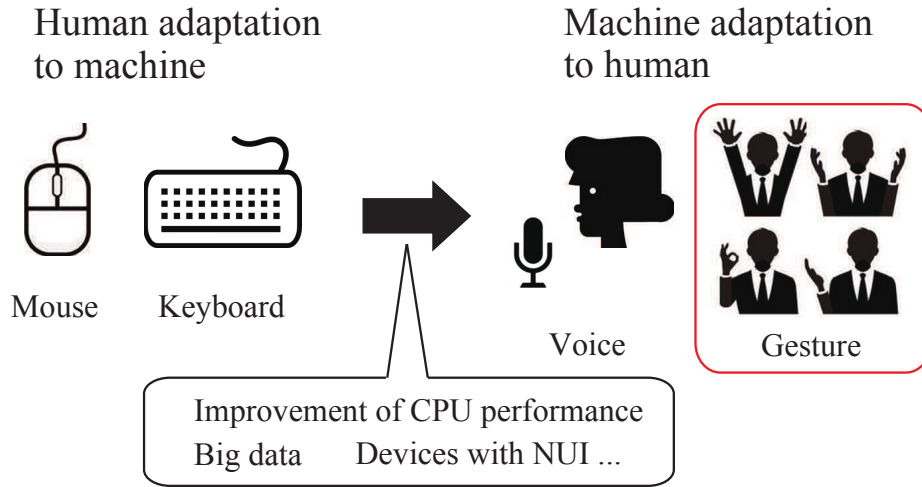 Human adaptation
to machine
Machine adaptation
to human
Mouse
Keyboard
Voice
Gesture
Improvement of CPU performance
Big data    Devices with NUI ...